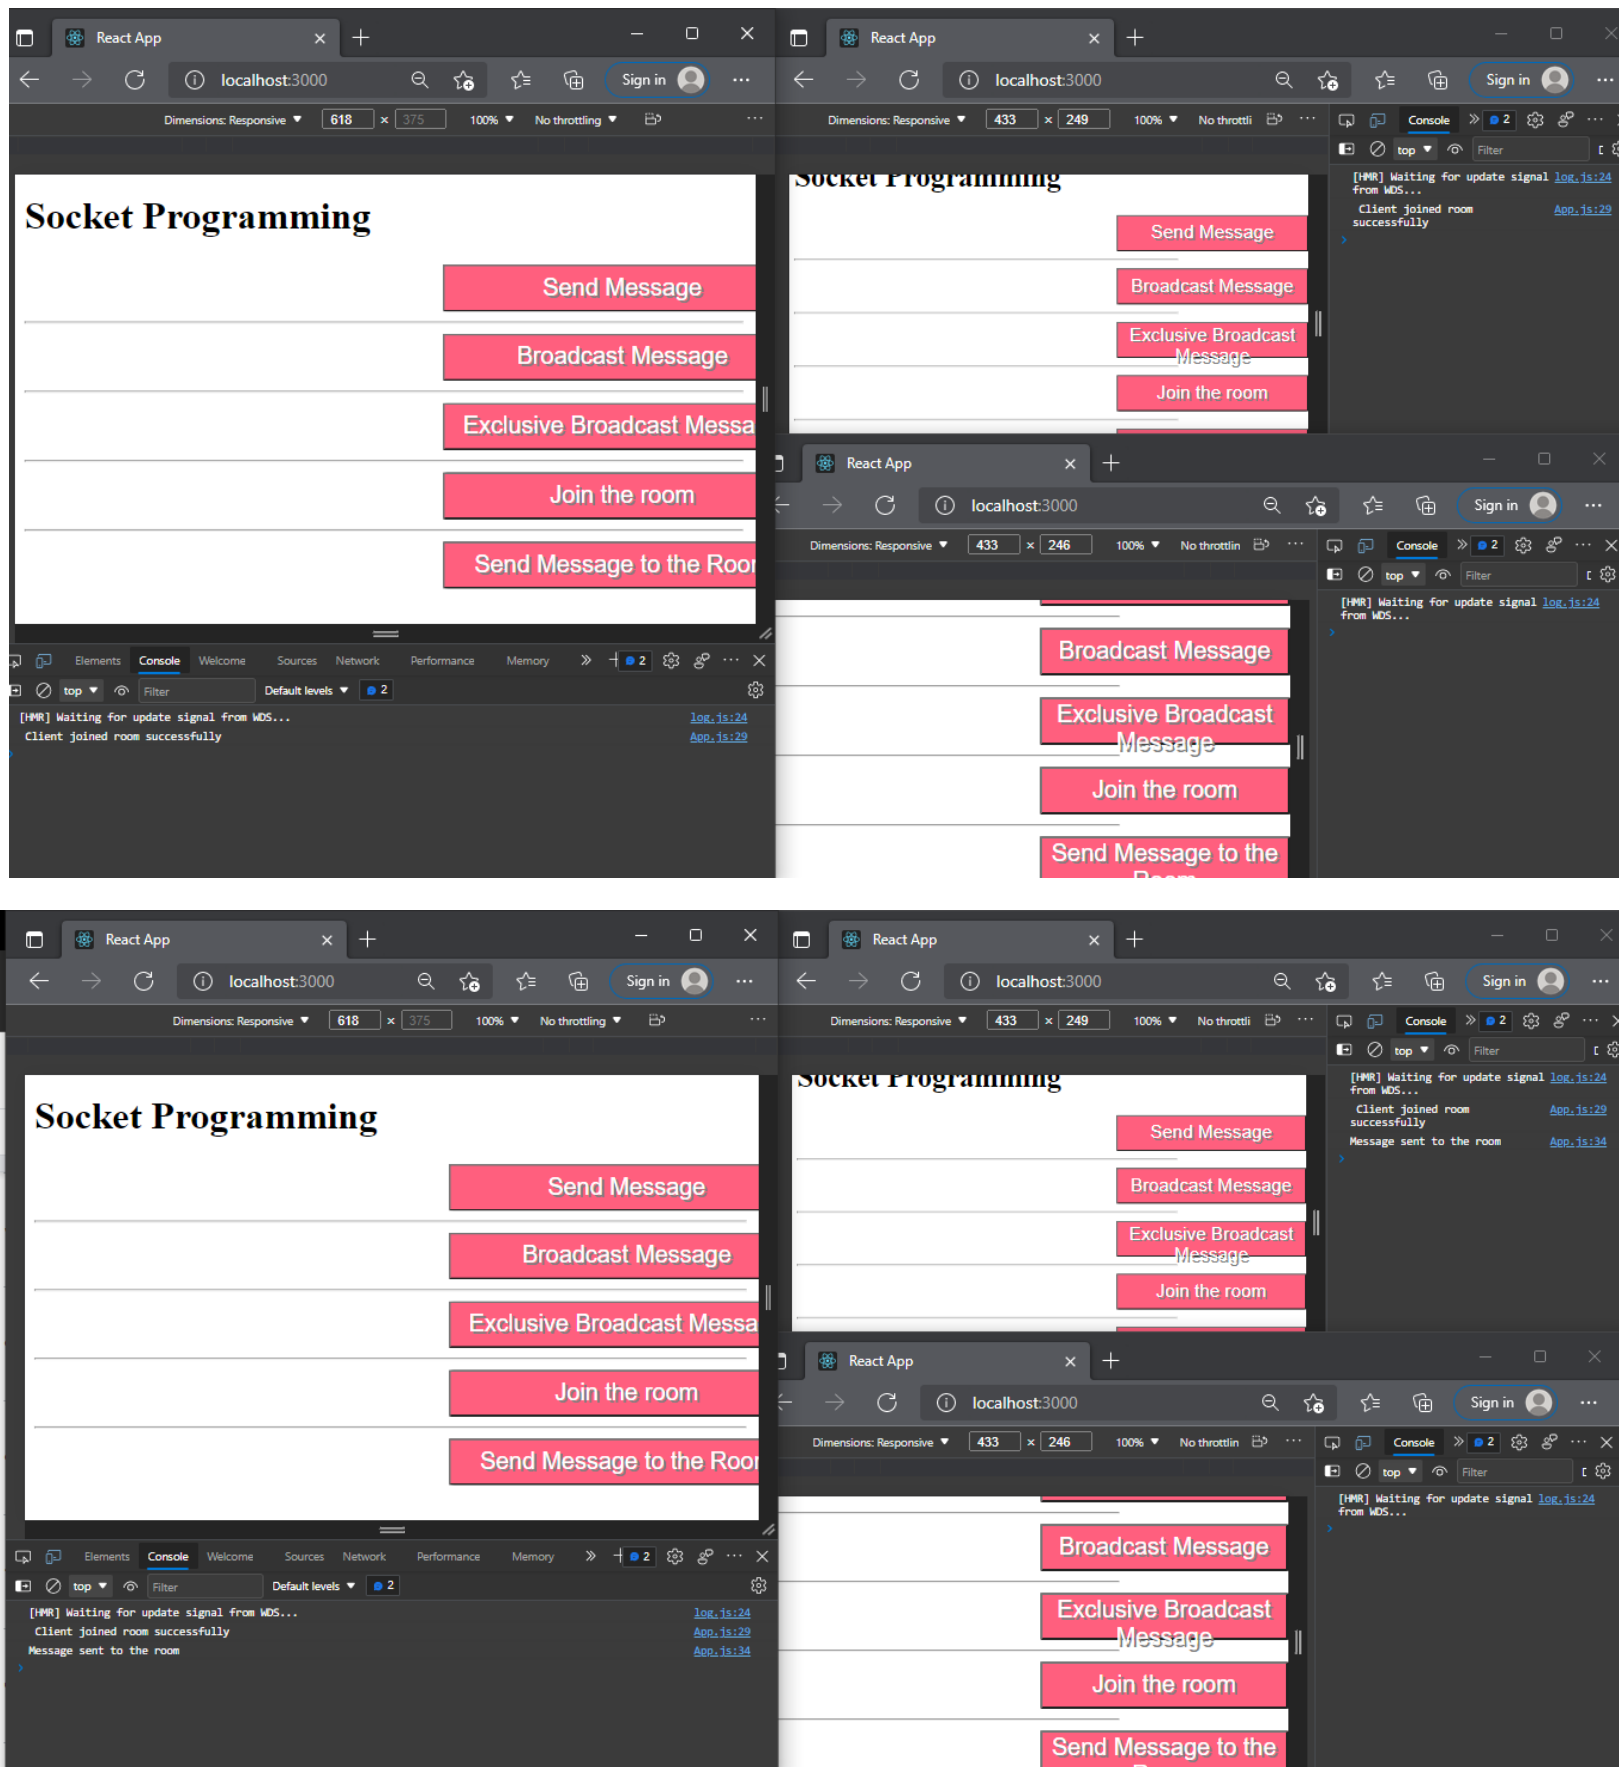 React App
localhost:3000
Sign in
Dimensions: Responsive 618 × 375 100% No throttling
Socket Programming
Send Message
Broadcast Message
Exclusive Broadcast Messa
Join the room
Send Message to the Roor
Elements Console Welcome Sources Network Performance Memory 2
top Filter Default levels 2
[HMR] Waiting for update signal from WDS... log.js:24
Client joined room successfully App.js:29
React App
localhost:3000
Sign in
Dimensions: Responsive 433 × 249 100% No throttli
Console 2
top Filter
Socket Programming
Send Message
Broadcast Message
Exclusive Broadcast
Message
Join the room
[HMR] Waiting for update signal log.js:24
from WDS...
Client joined room App.js:29
successfully
React App
localhost:3000
Sign in
Dimensions: Responsive 433 × 246 100% No throttlin
Console 2
top Filter
Broadcast Message
Exclusive Broadcast
Message
Join the room
Send Message to the
Room
[HMR] Waiting for update signal log.js:24
from WDS...
React App
localhost:3000
Sign in
Dimensions: Responsive 618 × 375 100% No throttling
Socket Programming
Send Message
Broadcast Message
Exclusive Broadcast Messa
Join the room
Send Message to the Roor
Elements Console Welcome Sources Network Performance Memory 2
top Filter Default levels 2
[HMR] Waiting for update signal from WDS... log.js:24
Client joined room successfully App.js:29
Message sent to the room App.js:34
React App
localhost:3000
Sign in
Dimensions: Responsive 433 × 249 100% No throttli
Console 2
top Filter
Socket Programming
Send Message
Broadcast Message
Exclusive Broadcast
Message
Join the room
[HMR] Waiting for update signal log.js:24
from WDS...
Client joined room App.js:29
successfully
Message sent to the room App.js:34
React App
localhost:3000
Sign in
Dimensions: Responsive 433 × 246 100% No throttlin
Console 2
top Filter
Broadcast Message
Exclusive Broadcast
Message
Join the room
Send Message to the
[HMR] Waiting for update signal log.js:24
from WDS...